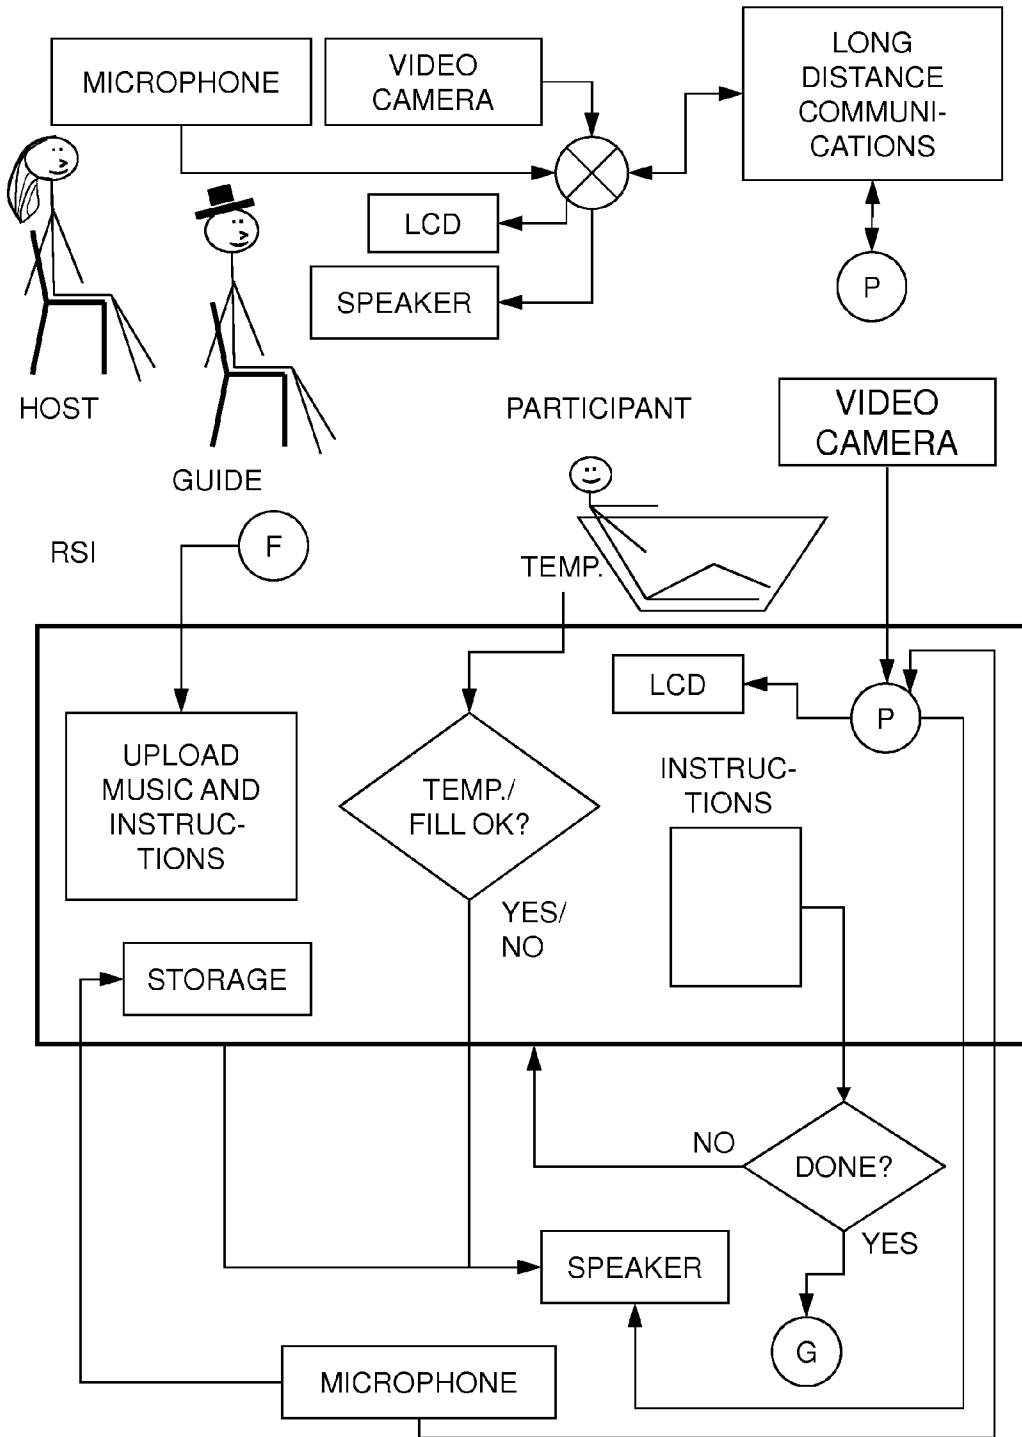 MICROPHONE
VIDEO
CAMERA
LONG
DISTANCE
COMMUNI-
CATIONS
LCD
SPEAKER
P
HOST
GUIDE
PARTICIPANT
VIDEO
CAMERA
RSI
F
TEMP.
LCD
P
UPLOAD
MUSIC AND
INSTRUC-
TIONS
TEMP./
FILL OK?
INSTRUC-
TIONS
YES/
NO
STORAGE
NO
DONE?
YES
SPEAKER
G
MICROPHONE